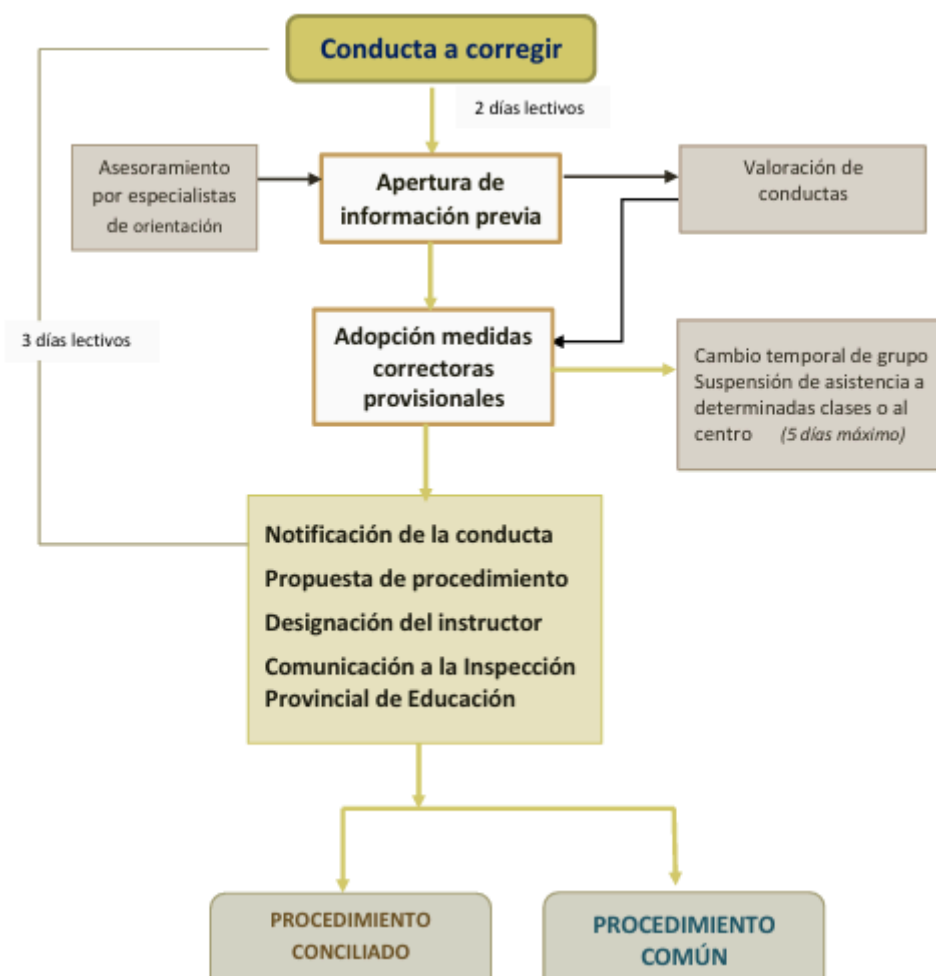 Conducta a corregir
2 días lectivos
Asesoramiento
por especialistas
de orientación
Apertura de
información previa
Valoración de
conductas
3 días lectivos
Adopción medidas
correctoras
provisionales
Cambio temporal de grupo
Suspensión de asistencia a
determinadas clases o al
centro (5 días máximo)
Notificación de la conducta
Propuesta de procedimiento
Designación del instructor
Comunicación a la Inspección
Provincial de Educación
PROCEDIMIENTO
CONCILIADO
PROCEDIMIENTO
COMÚN